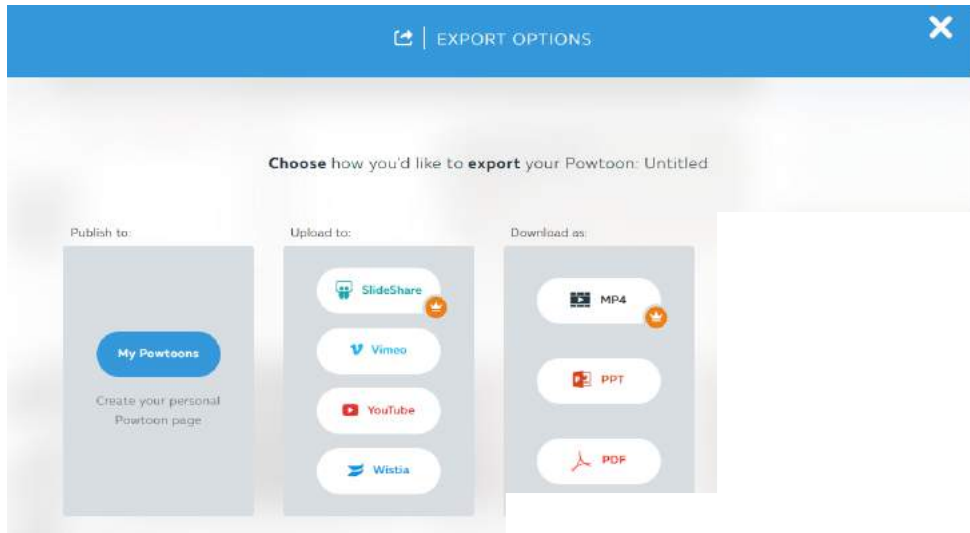 EXPORT OPTIONS
Choose how you'd like to export your Powtoon: Untitled
Publish to:
My Powtoons
Create your personal
Powtoon page
Upload to:
SlideShare
Vimeo
YouTube
Wistia
Download as:
MP4
PPT
PDF